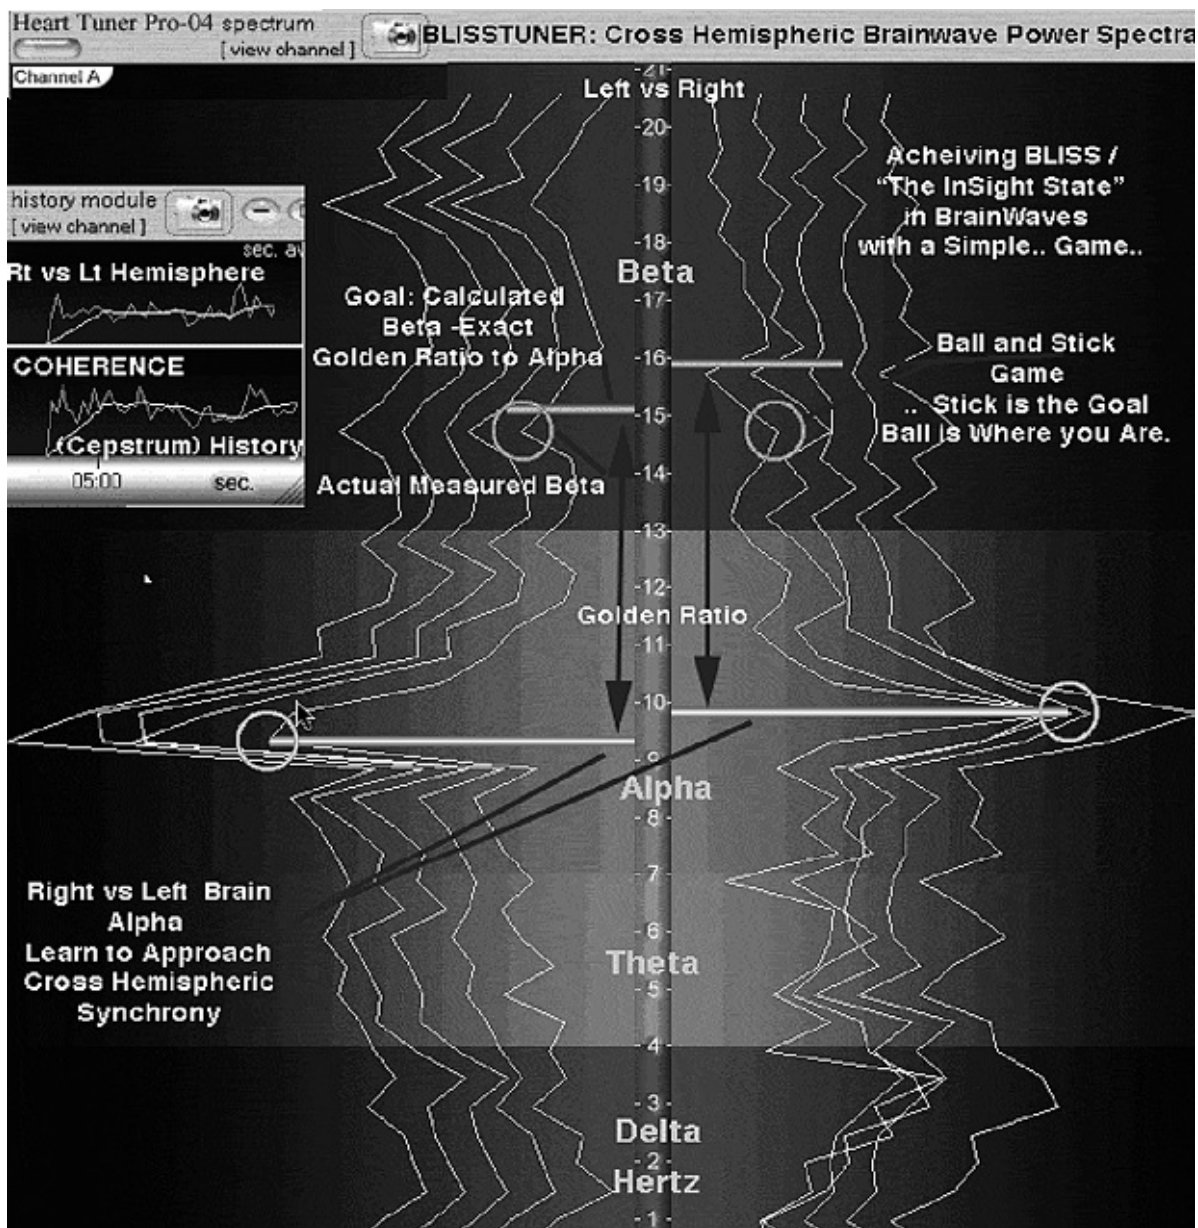 Heart Tuner Pro-04 spectrum
[ view channel ]
BLISSTUNER: Cross Hemispheric Brainwave Power Spectra
Channel A
Left vs Right
21
20
19
18
Beta
17
16
15
14
13
12
Golden Ratio
11
10
9
Alpha
8
7
6
Theta
5
4
3
Delta
2
Hertz
1
Acheiving BLISS /
"The InSight State"
in BrainWaves
with a Simple.. Game..
history module
[ view channel ]
sec. av
Rt vs Lt Hemisphere
COHERENCE
(Cepstrum) History
05:00 sec.
Goal: Calculated
Beta -Exact
Golden Ratio to Alpha
Actual Measured Beta
Ball and Stick
Game
.. Stick is the Goal
Ball is Where you Are.
Right vs Left Brain
Alpha
Learn to Approach
Cross Hemispheric
Synchrony